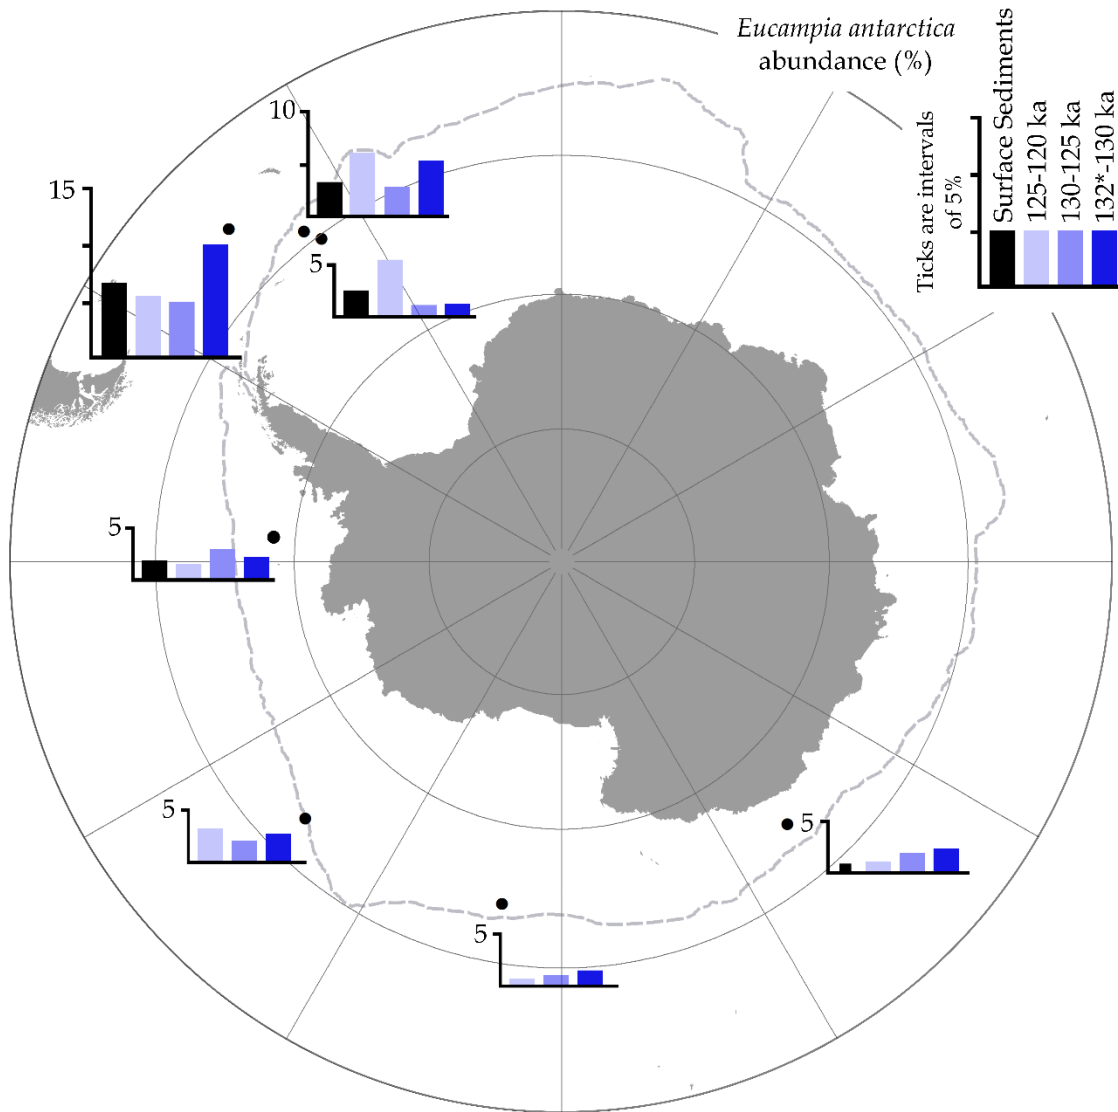 Eucampia antarctica
abundance (%)
Ticks are intervals
of 5%
Surface Sediments
125-120 ka
130-125 ka
132*-130 ka
10
15
5
5
5
5
5